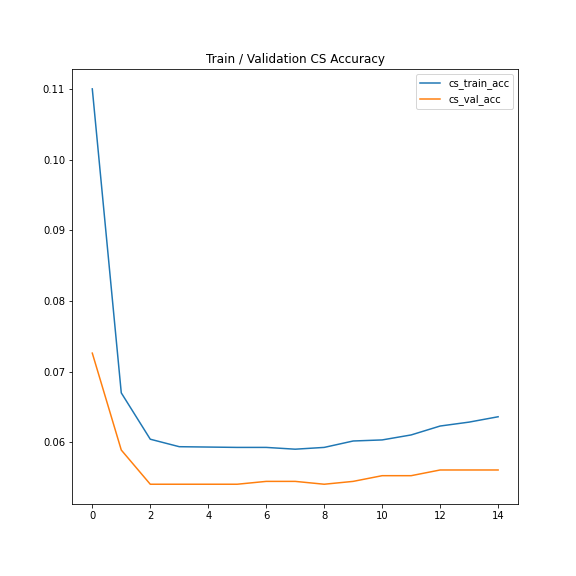 Train / Validation CS Accuracy
cs_train_acc
cs_val_acc
0.11
0.10
0.09
0.08
0.07
0.06
0 2 4 6 8 10 12 14